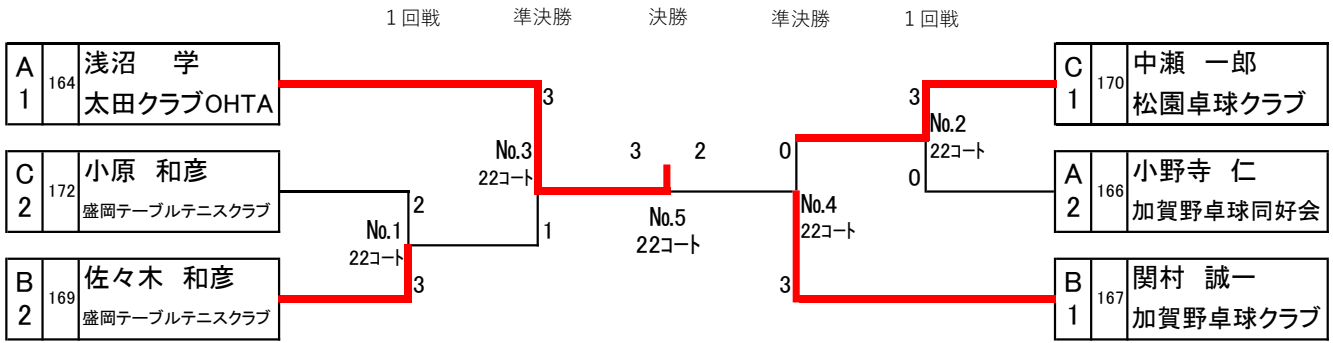 １回戦 準決勝 決勝 準決勝 １回戦
A 1 164 浅沼　学
太田クラブOHTA
C 1 170 中瀬　一郎
松園卓球クラブ
3
3
No.2
22コート
0
No.3
22コート
3 2
0
C 2 172 小原　和彦
盛岡テーブルテニスクラブ
A 2 166 小野寺　仁
加賀野卓球同好会
2
No.1
22コート
3
1
No.5
22コート
No.4
22コート
3
B 2 169 佐々木　和彦
盛岡テーブルテニスクラブ
B 1 167 関村　誠一
加賀野卓球クラブ